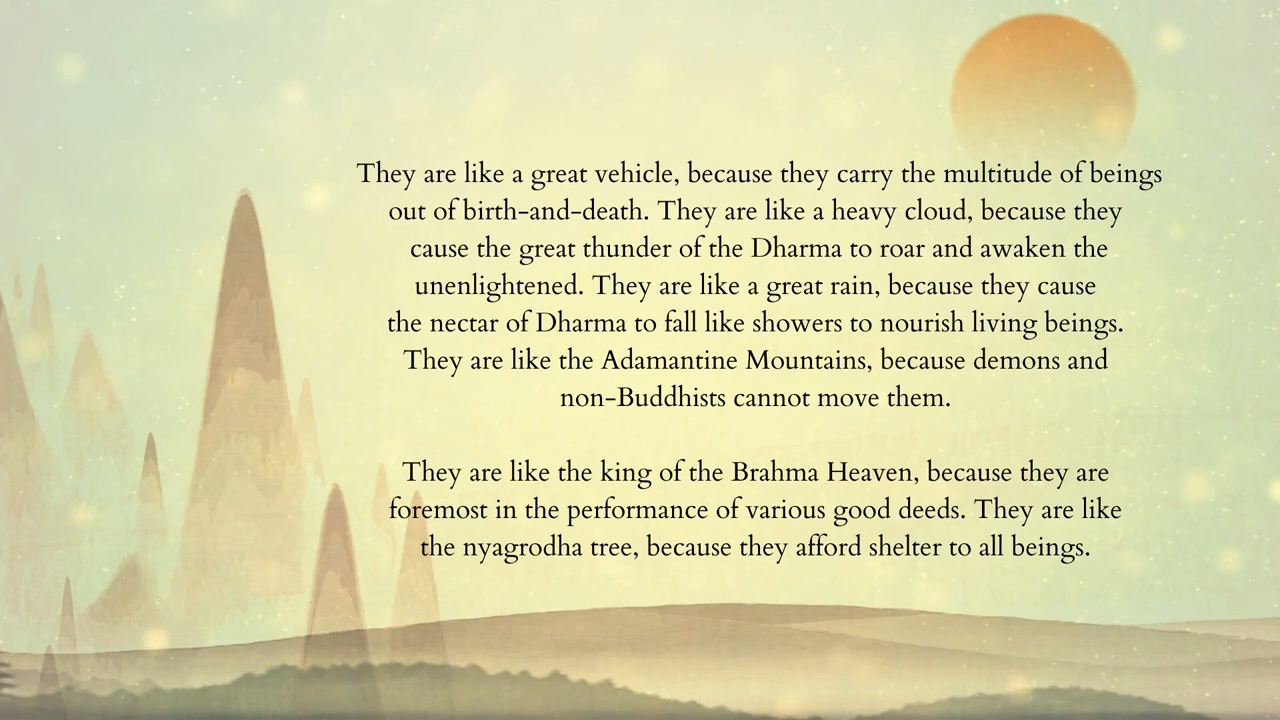 They are like a great vehicle, because they carry the multitude of beings
out of birth-and-death. They are like a heavy cloud, because they
cause the great thunder of the Dharma to roar and awaken the
unenlightened. They are like a great rain, because they cause
the nectar of Dharma to fall like showers to nourish living beings.
They are like the Adamantine Mountains, because demons and
non-Buddhists cannot move them.
They are like the king of the Brahma Heaven, because they are
foremost in the performance of various good deeds. They are like
the nyagrodha tree, because they afford shelter to all beings.